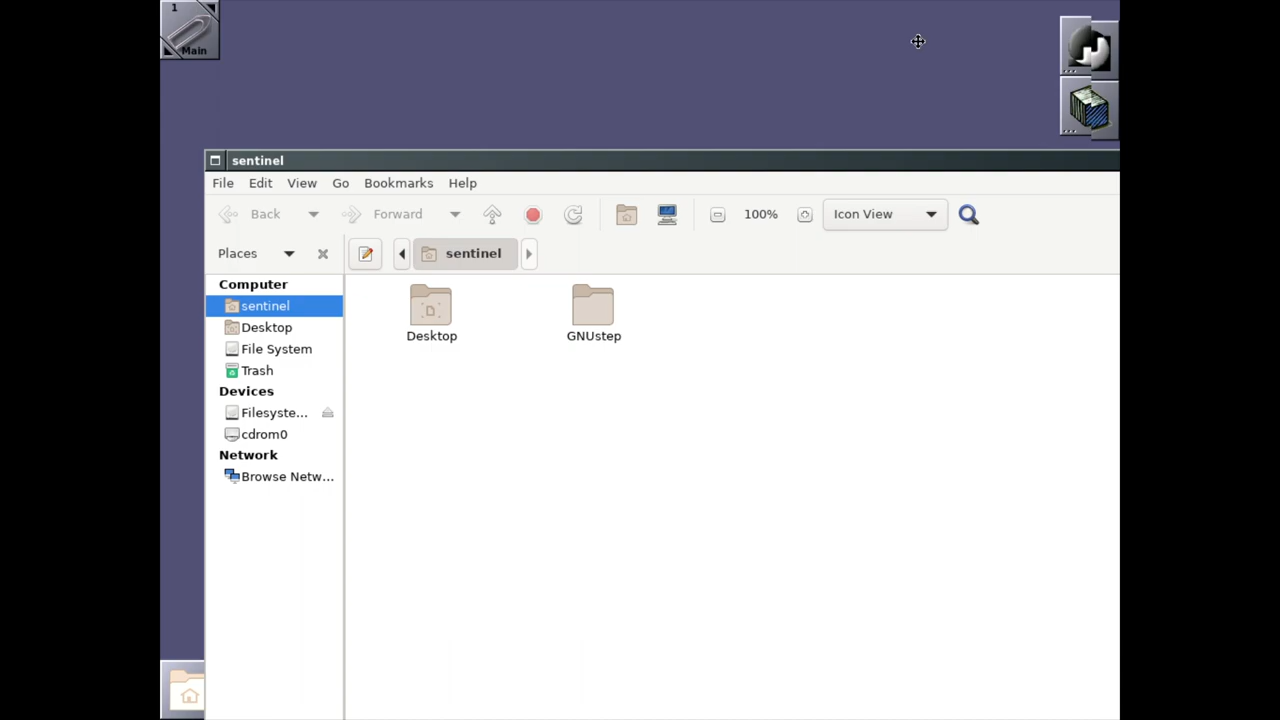 1
Main
sentinel
File Edit View Go Bookmarks Help
Back Forward 100% Icon View
Places sentinel
Computer
sentinel
Desktop
File System
Trash
Devices
Filesyste...
cdrom0
Network
Browse Netw...
Desktop GNUstep